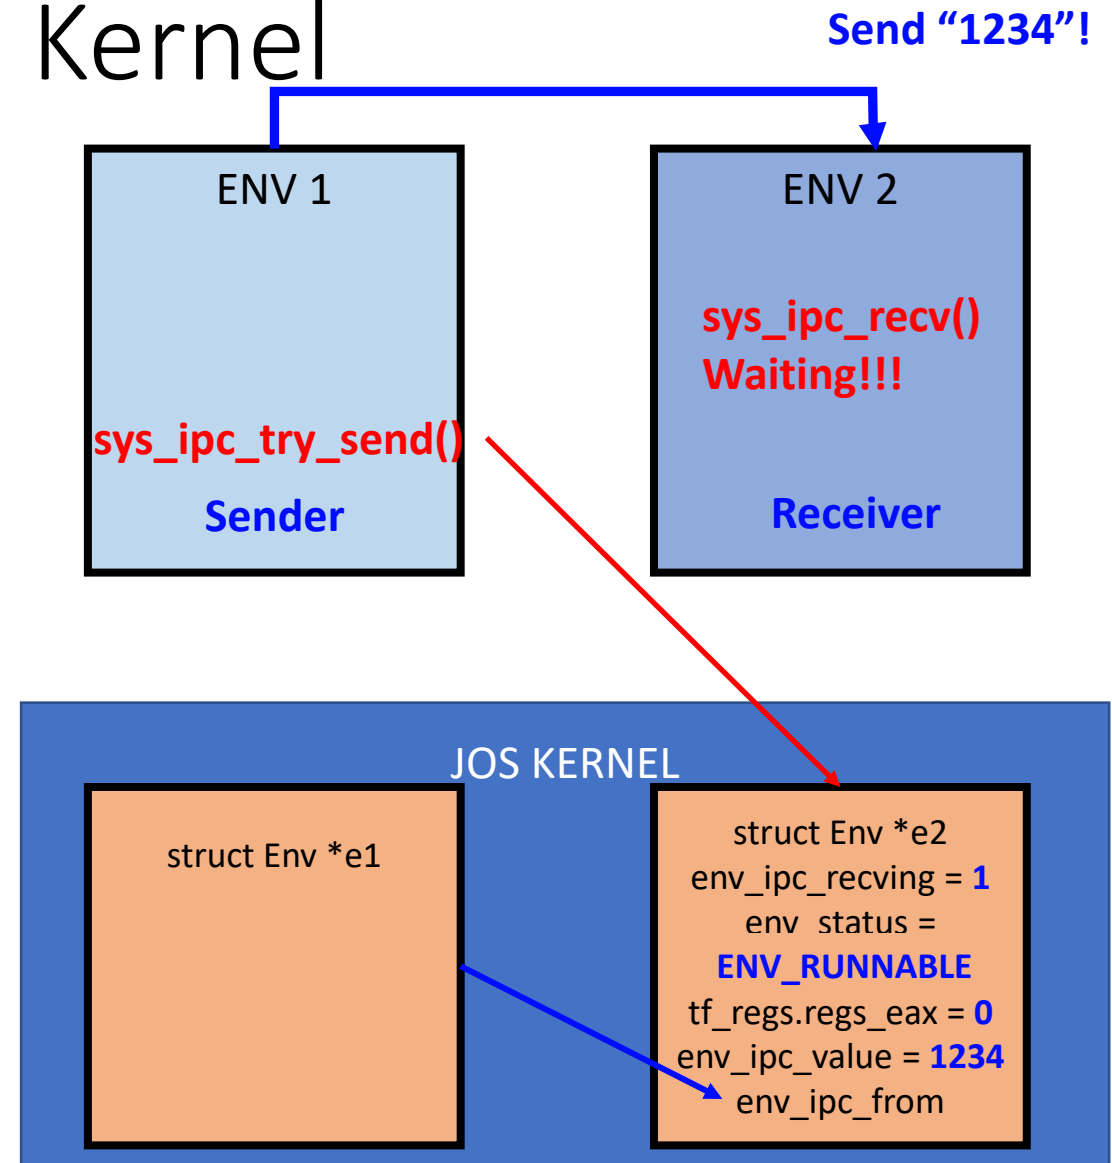 Kernel
Send “1234”!
ENV 1
sys_ipc_try_send()
Sender
ENV 2
sys_ipc_recv()
Waiting!!!
Receiver
JOS KERNEL
struct Env *e1
struct Env *e2
env_ipc_recving = 1
env_status =
ENV_RUNNABLE
tf_regs.regs_eax = 0
env_ipc_value = 1234
env_ipc_from